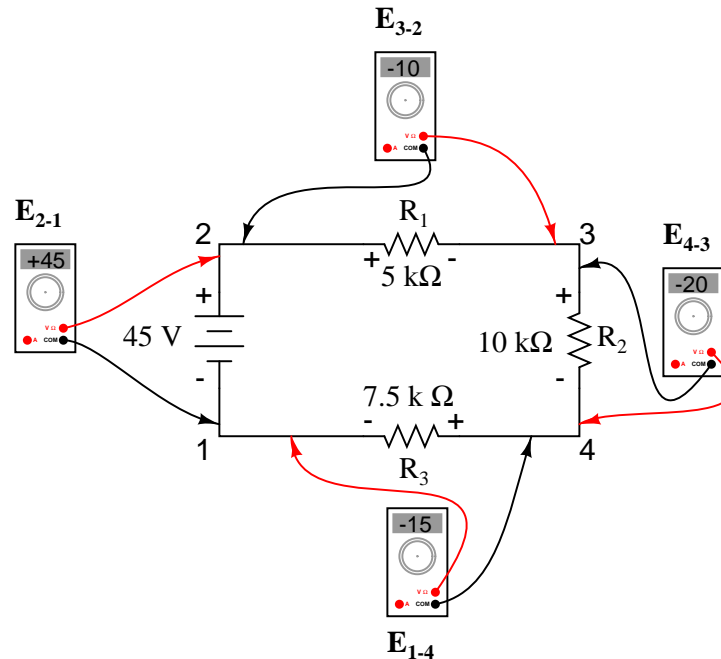 E3-2
-10
V Ω
A COM
E2-1
+45
V Ω
A COM
2
R1
+ -
5 kΩ
3
E4-3
-20
V Ω
A COM
+
45 V
-
+
10 kΩ R2
-
7.5 k Ω
- +
R3
1
4
-15
V Ω
A COM
E1-4